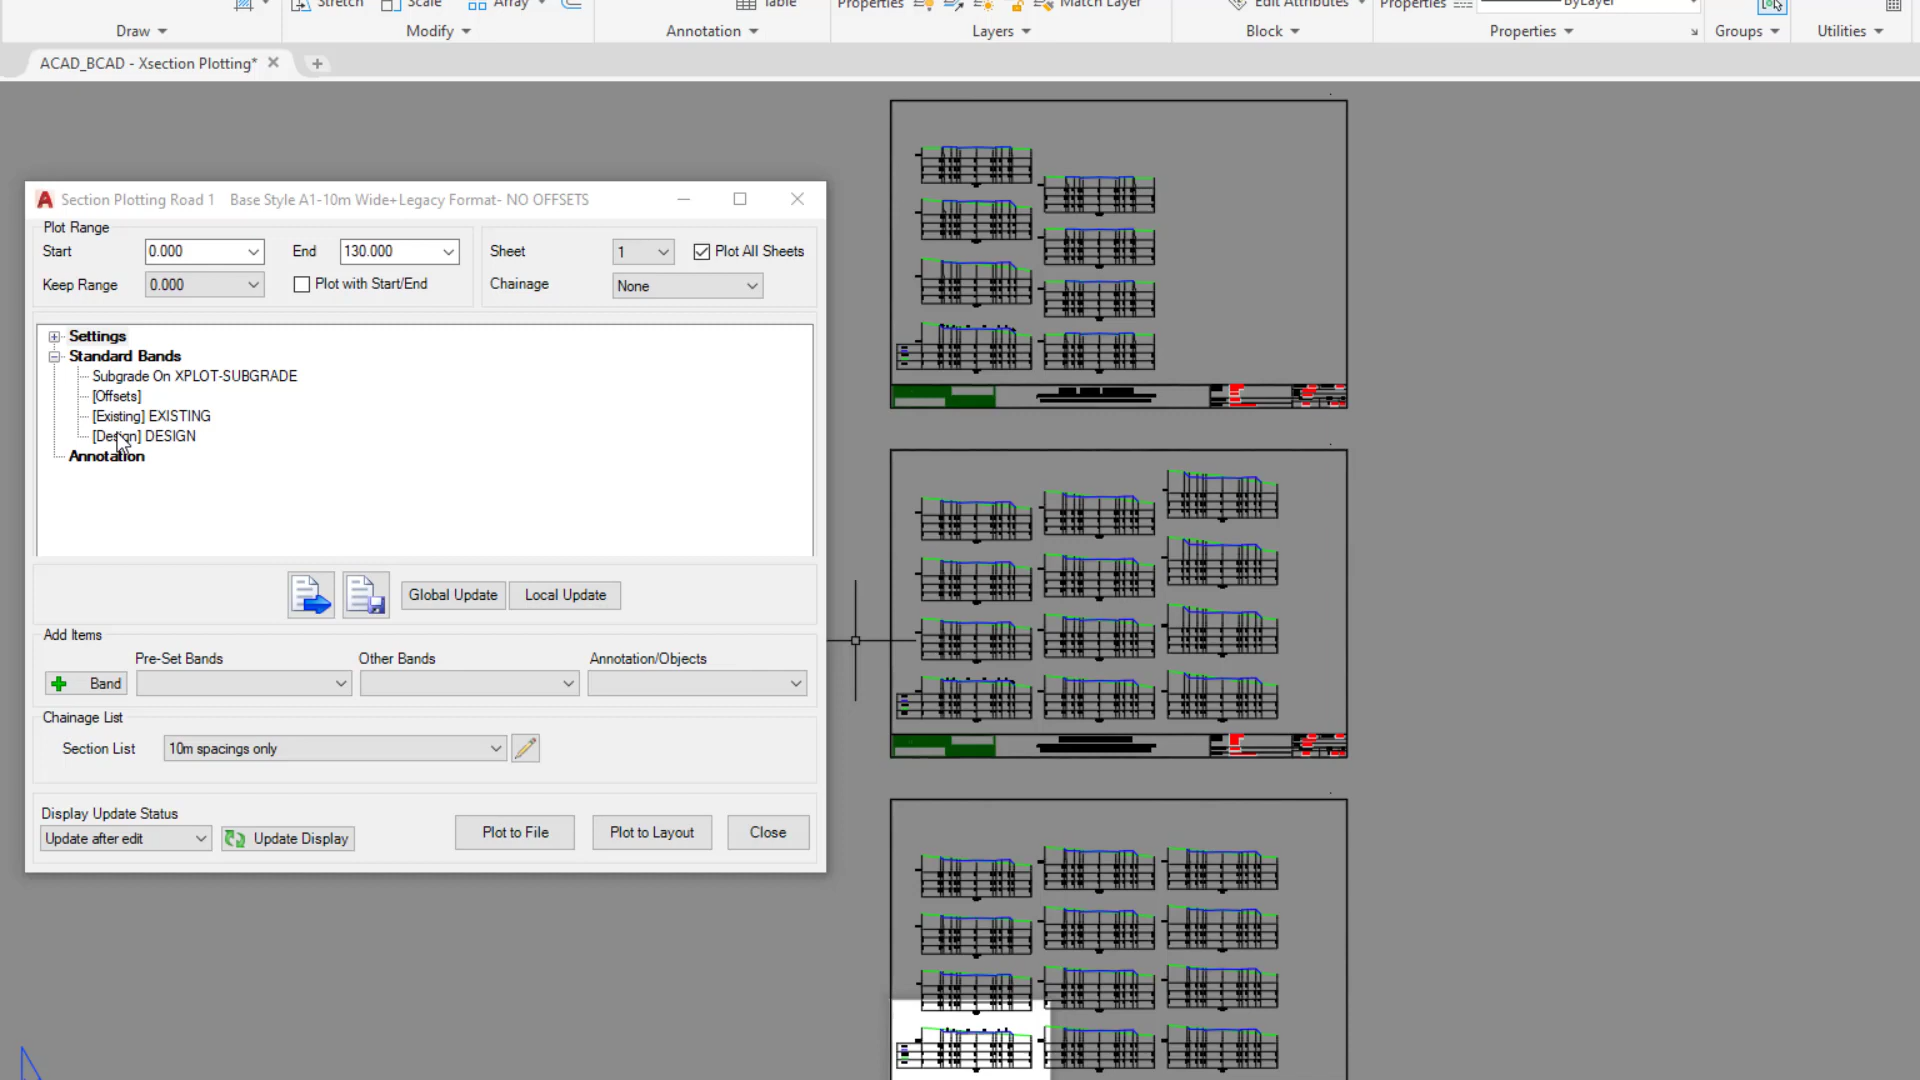 Stretch Scale Array Table Properties Match Layer Edit Attributes Properties ByLayer
Draw Modify Annotation Layers Block Properties Groups Utilities
ACAD_BCAD - Xsection Plotting*
Section Plotting Road 1 Base Style A1-10m Wide+Legacy Format- NO OFFSETS
Plot Range
Start 0.000 End 130.000 Sheet 1 Plot All Sheets
Keep Range 0.000 Plot with Start/End Chainage None
Settings
Standard Bands
Subgrade On XPLOT-SUBGRADE
[Offsets]
[Existing] EXISTING
[Design] DESIGN
Annotation
Global Update Local Update
Add Items
Pre-Set Bands Other Bands Annotation/Objects
Band
Chainage List
Section List 10m spacings only
Display Update Status
Update after edit Update Display Plot to File Plot to Layout Close